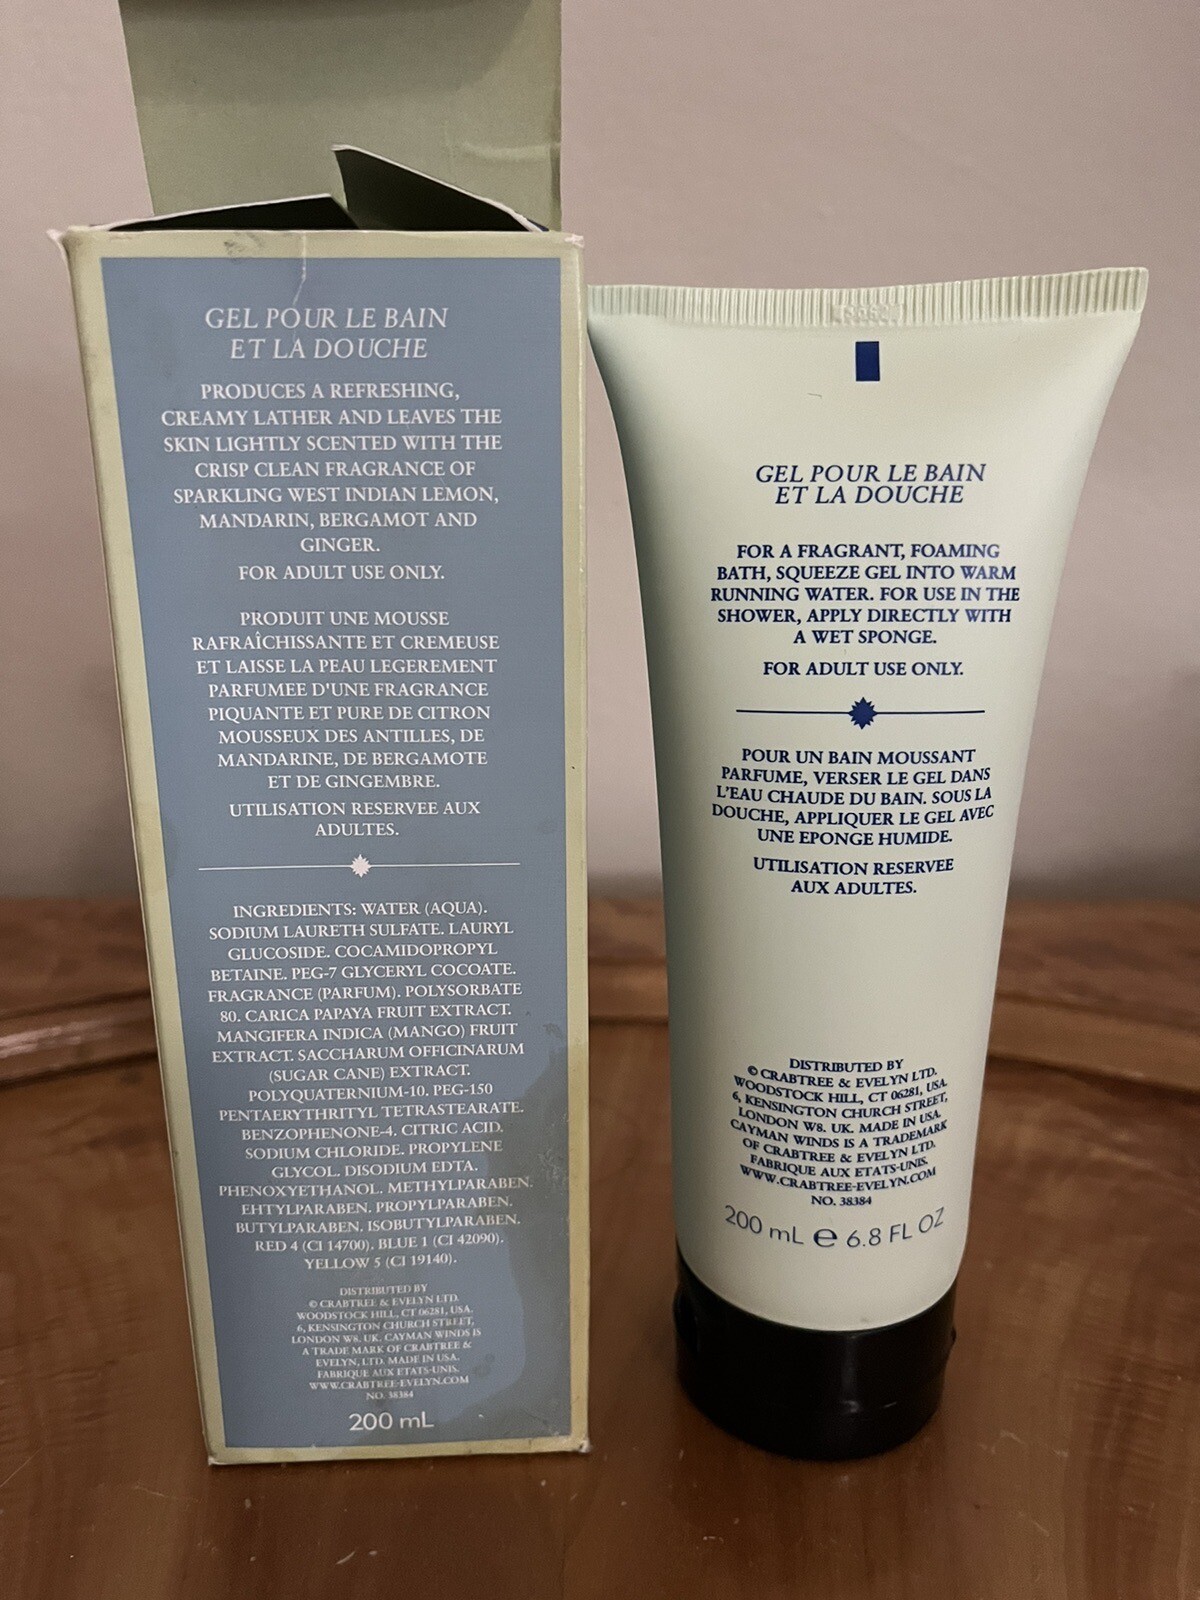 GEL POUR LE BAIN
ET LA DOUCHE
PRODUCES A REFRESHING,
CREAMY LATHER AND LEAVES THE
SKIN LIGHTLY SCENTED WITH THE
CRISP CLEAN FRAGRANCE OF
SPARKLING WEST INDIAN LEMON,
MANDARIN, BERGAMOT AND
GINGER.
FOR ADULT USE ONLY.
PRODUIT UNE MOUSSE
RAFRAÎCHISSANTE ET CREMEUSE
ET LAISSE LA PEAU LEGEREMENT
PARFUMEE D'UNE FRAGRANCE
PIQUANTE ET PURE DE CITRON
MOUSSEUX DES ANTILLES, DE
MANDARINE, DE BERGAMOTE
ET DE GINGEMBRE.
UTILISATION RESERVEE AUX
ADULTES.
INGREDIENTS: WATER (AQUA).
SODIUM LAURETH SULFATE. LAURYL
GLUCOSIDE. COCAMIDOPROPYL
BETAINE. PEG-7 GLYCERYL COCOATE.
FRAGRANCE (PARFUM). POLYSORBATE
80. CARICA PAPAYA FRUIT EXTRACT.
MANGIFERA INDICA (MANGO) FRUIT
EXTRACT. SACCHARUM OFFICINARUM
(SUGAR CANE) EXTRACT.
POLYQUATERNIUM-10. PEG-150
PENTAERYTHRITYL TETRASTEARATE.
BENZOPHENONE-4. CITRIC ACID.
SODIUM CHLORIDE. PROPYLENE
GLYCOL. DISODIUM EDTA.
PHENOXYETHANOL. METHYLPARABEN.
EHTYLPARABEN. PROPYLPARABEN.
BUTYLPARABEN. ISOBUTYLPARABEN.
RED 4 (CI 14700). BLUE 1 (CI 42090).
YELLOW 5 (CI 19140).
DISTRIBUTED BY
© CRABTREE & EVELYN LTD.
WOODSTOCK HILL, CT 06281, USA.
6, KENSINGTON CHURCH STREET,
LONDON W8. UK. CAYMAN WINDS IS
A TRADE MARK OF CRABTREE &
EVELYN, LTD. MADE IN USA.
FABRIQUE AUX ETATS-UNIS.
WWW.CRABTREE-EVELYN.COM
NO. 38384
200 mL
GEL POUR LE BAIN
ET LA DOUCHE
FOR A FRAGRANT, FOAMING
BATH, SQUEEZE GEL INTO WARM
RUNNING WATER. FOR USE IN THE
SHOWER, APPLY DIRECTLY WITH
A WET SPONGE.
FOR ADULT USE ONLY.
POUR UN BAIN MOUSSANT
PARFUME, VERSER LE GEL DANS
L'EAU CHAUDE DU BAIN. SOUS LA
DOUCHE, APPLIQUER LE GEL AVEC
UNE EPONGE HUMIDE.
UTILISATION RESERVEE
AUX ADULTES.
DISTRIBUTED BY
© CRABTREE & EVELYN LTD.
WOODSTOCK HILL, CT 06281, USA.
6, KENSINGTON CHURCH STREET,
LONDON W8. UK. MADE IN USA.
CAYMAN WINDS IS A TRADEMARK
OF CRABTREE & EVELYN LTD.
FABRIQUE AUX ETATS-UNIS.
WWW.CRABTREE-EVELYN.COM
NO. 38384
200 mL e 6.8 FL OZ